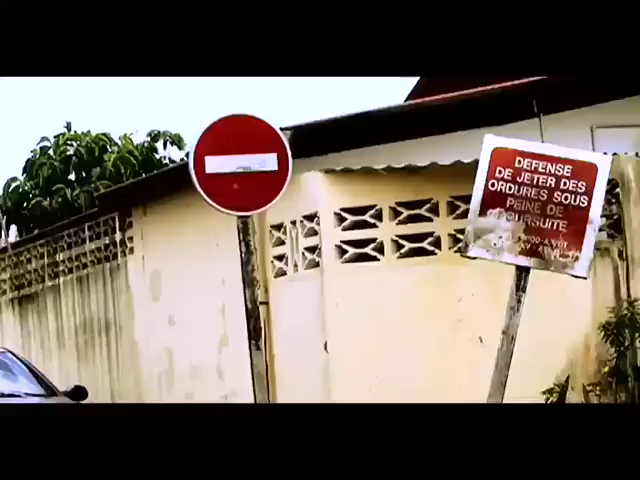 DEFENSE
DE JETER DES
ORDURES SOUS
PEINE DE
POURSUITE